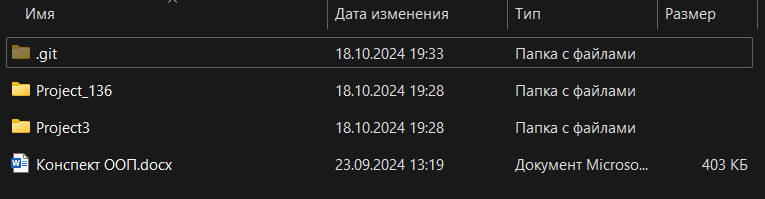 Имя Дата изменения Тип Размер
.git 18.10.2024 19:33 Папка с файлами
Project_136 18.10.2024 19:28 Папка с файлами
Project3 18.10.2024 19:28 Папка с файлами
Конспект ООП.docx 23.09.2024 13:19 Документ Microso... 403 КБ